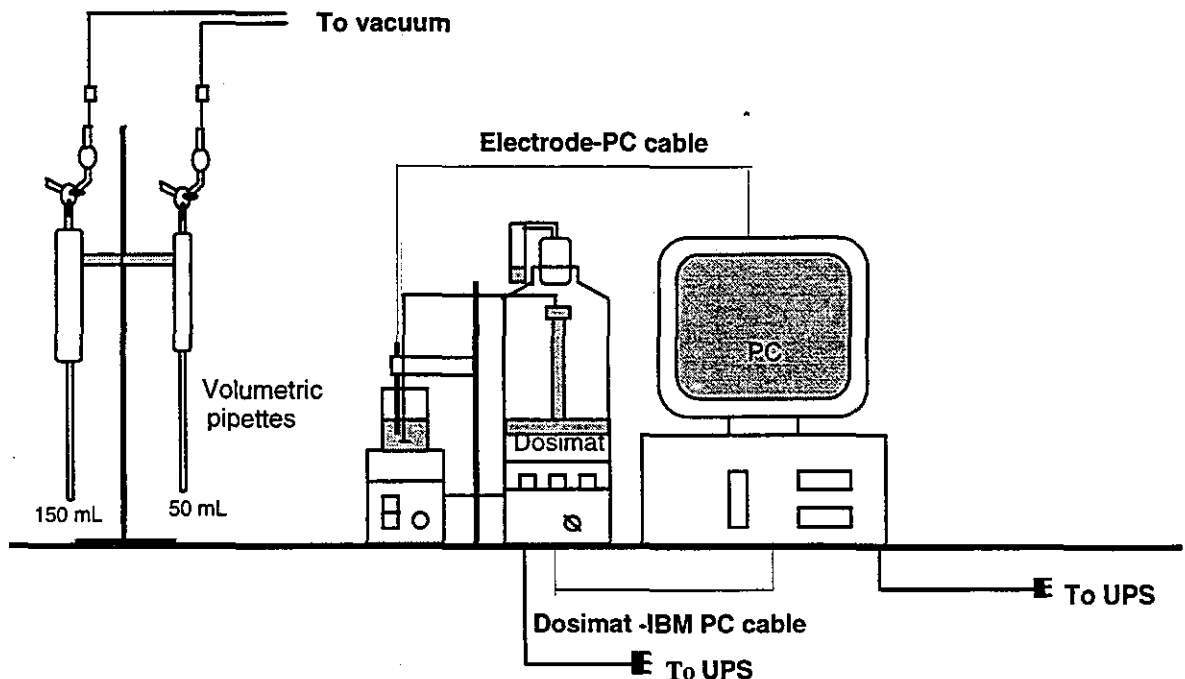 To vacuum
Electrode-PC cable
PC
Volumetric
pipettes
Dosimat
150 mL
50 mL
To UPS
Dosimat -IBM PC cable
To UPS